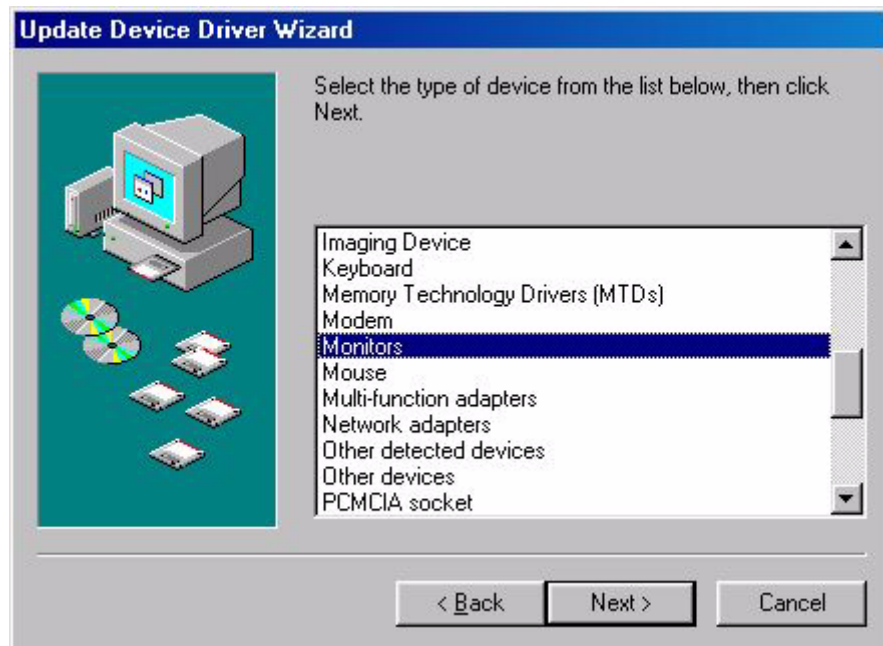 Update Device Driver Wizard
Select the type of device from the list below, then click
Next.
Imaging Device
Keyboard
Memory Technology Drivers (MTDs)
Modem
Monitors
Mouse
Multi-function adapters
Network adapters
Other detected devices
Other devices
PCMCIA socket
< Back
Next >
Cancel